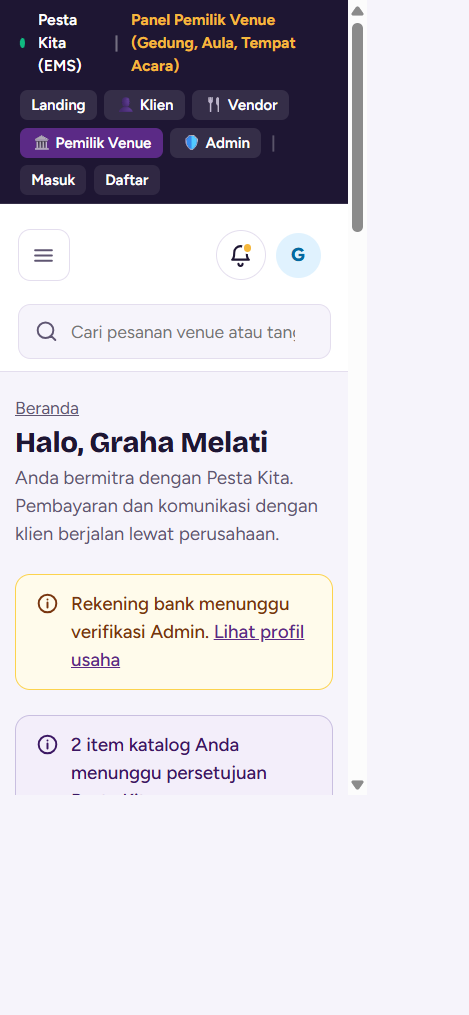 Pesta
Kita
(EMS)
|
Panel Pemilik Venue
(Gedung, Aula, Tempat
Acara)
Landing
Klien
Vendor
Pemilik Venue
Admin |
Masuk
Daftar
G
Cari pesanan venue atau tang
Beranda
Halo, Graha Melati
Anda bermitra dengan Pesta Kita.
Pembayaran dan komunikasi dengan
klien berjalan lewat perusahaan.
Rekening bank menunggu
verifikasi Admin. Lihat profil
usaha
2 item katalog Anda
menunggu persetujuan